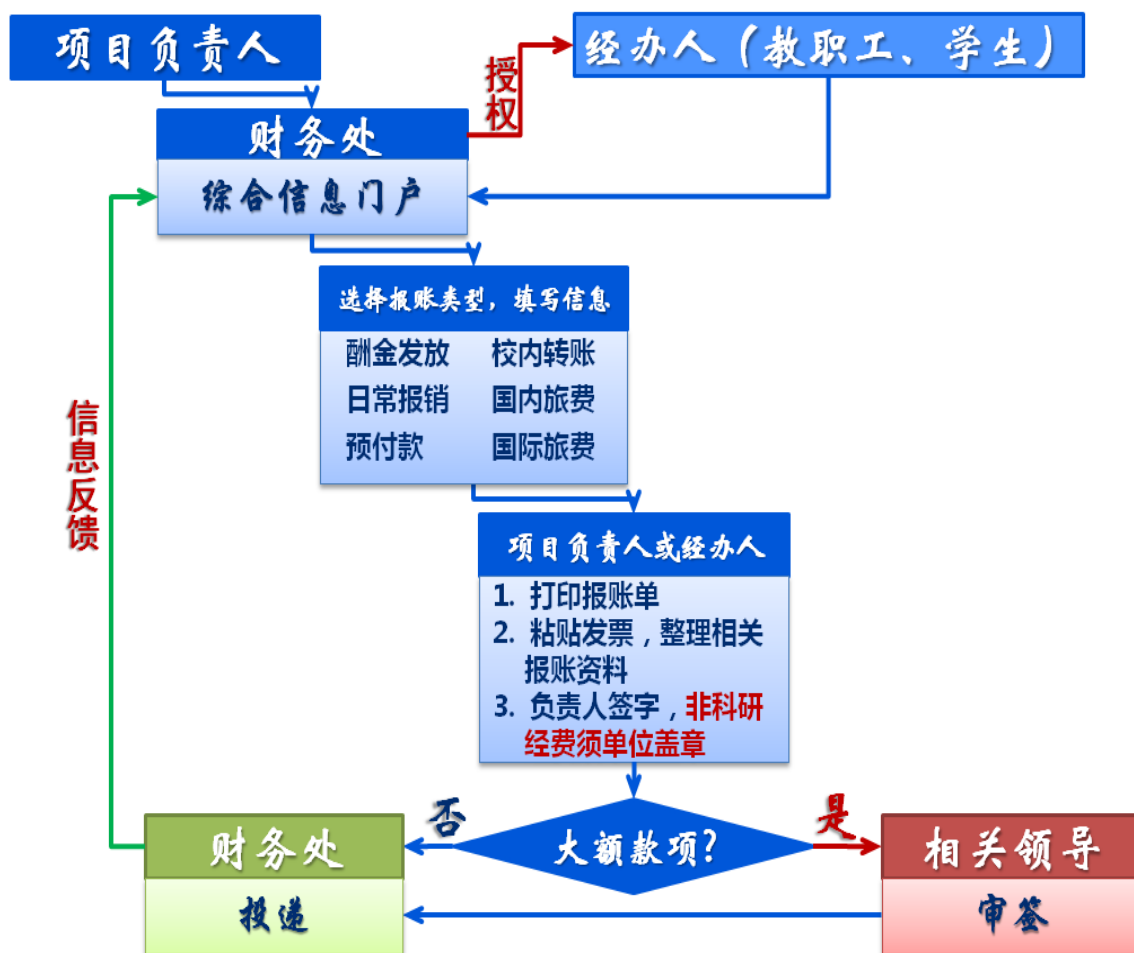 项目负责人
经办人（教职工、学生）
授权
财务处
综合信息门户
选择报账类型，填写信息
酬金发放 校内转账
日常报销 国内旅费
预付款 国际旅费
信息反馈
项目负责人或经办人
1. 打印报账单
2. 粘贴发票，整理相关
报账资料
3. 负责人签字，非科研
经费须单位盖章
大额款项?
否
是
财务处
投递
相关领导
审签